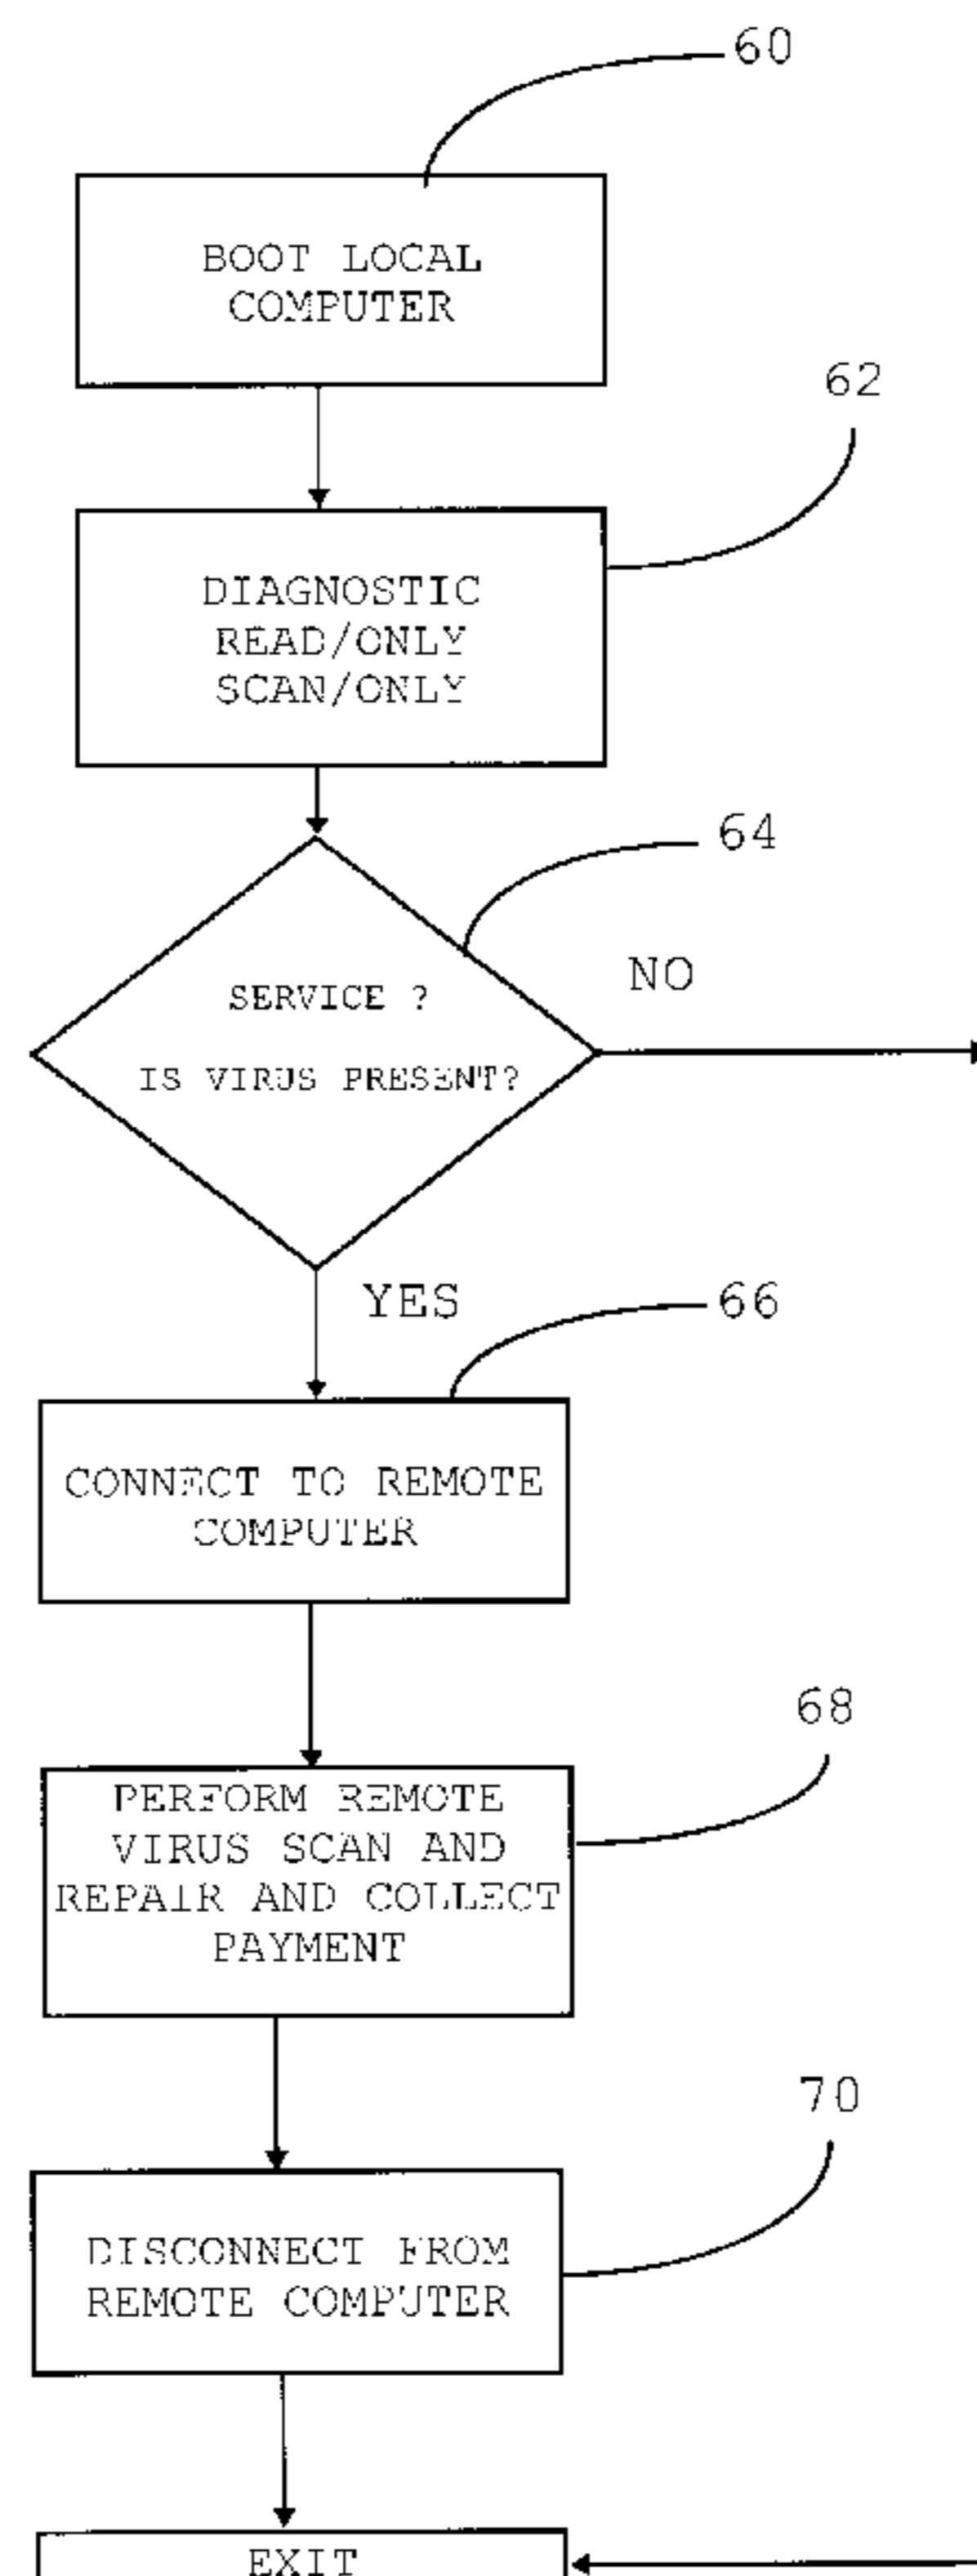 60
BOOT LOCAL
COMPUTER
62
DIAGNOSTIC
READ/ONLY
SCAN/ONLY
64
NO
SERVICE ?
IS VIRUS PRESENT?
YES
66
CONNECT TO REMOTE
COMPUTER
68
PERFORM REMOTE
VIRUS SCAN AND
REPAIR AND COLLECT
PAYMENT
70
DISCONNECT FROM
REMOTE COMPUTER
EXIT